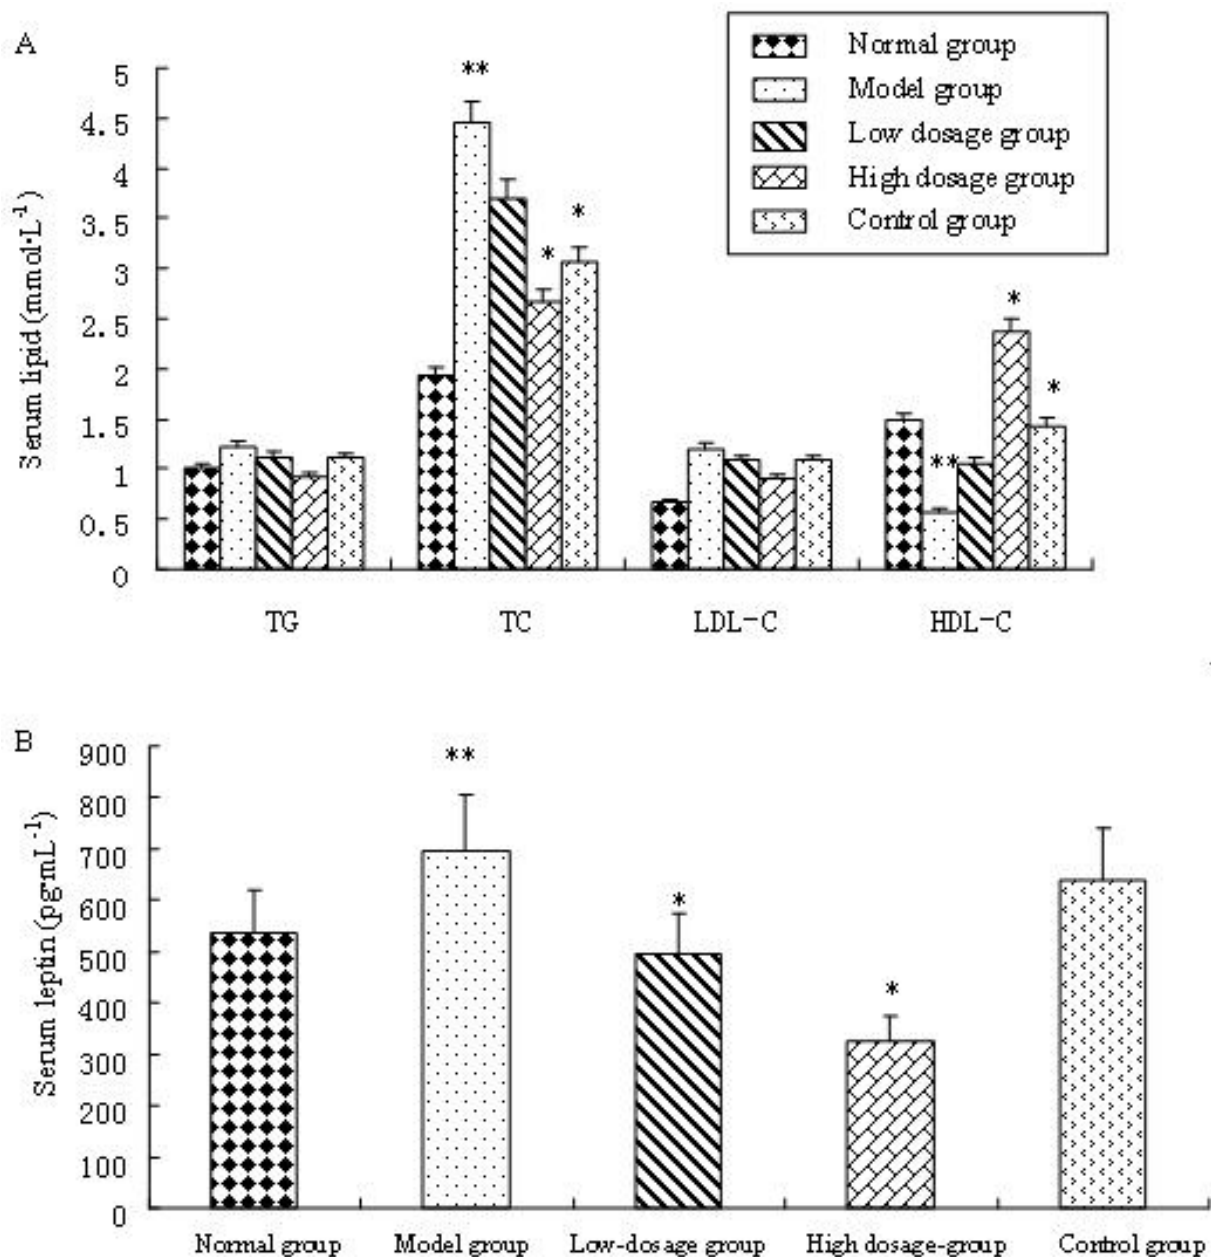 A
Normal group
Model group
Low dosage group
High dosage group
Control group
Serum lipid (mmol·L-1)
5
4.5
4
3.5
3
2.5
2
1.5
1
0.5
0
**
*
*
**
*
*
TG TC LDL-C HDL-C
B
Serum leptin (pg·mL-1)
900
800
700
600
500
400
300
200
100
0
**
*
*
Normal group Model group Low-dosage group High dosage-group Control group